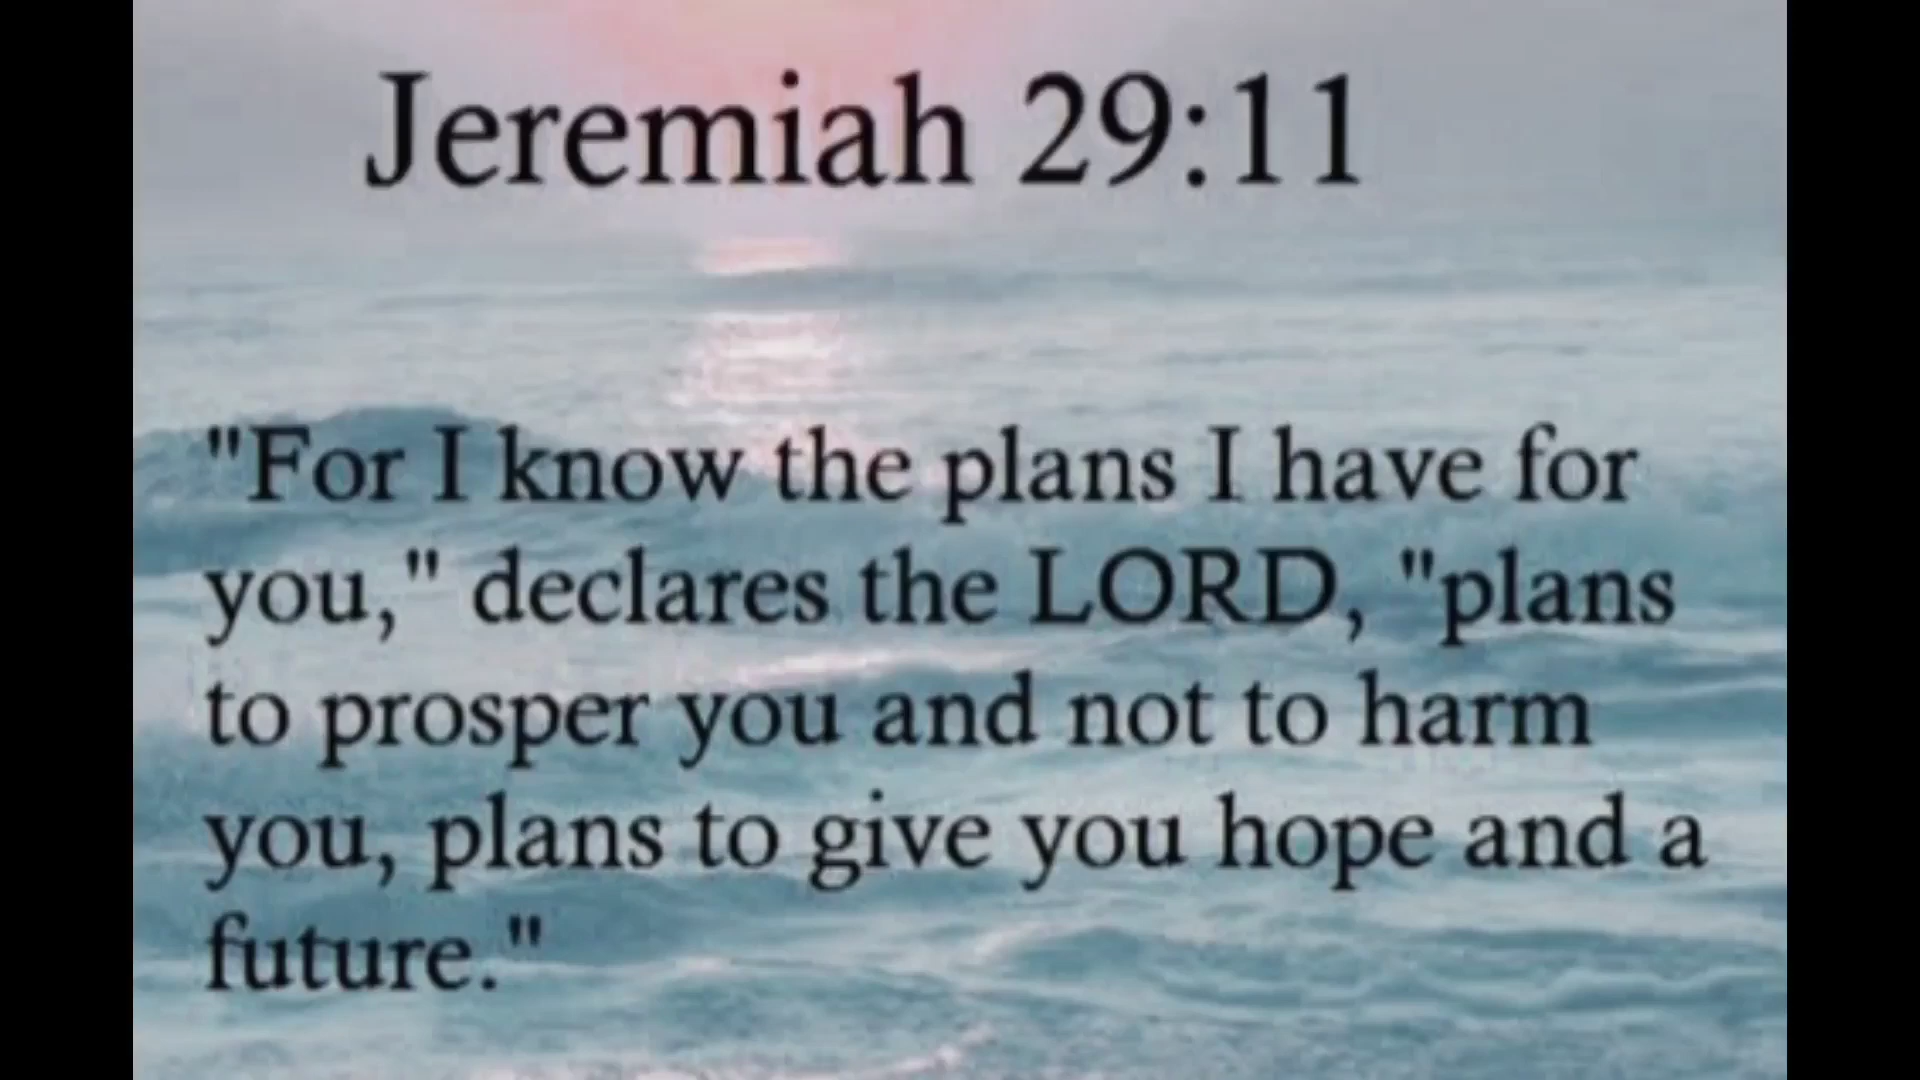 Jeremiah 29:11
"For I know the plans I have for
you," declares the LORD, "plans
to prosper you and not to harm
you, plans to give you hope and a
future."